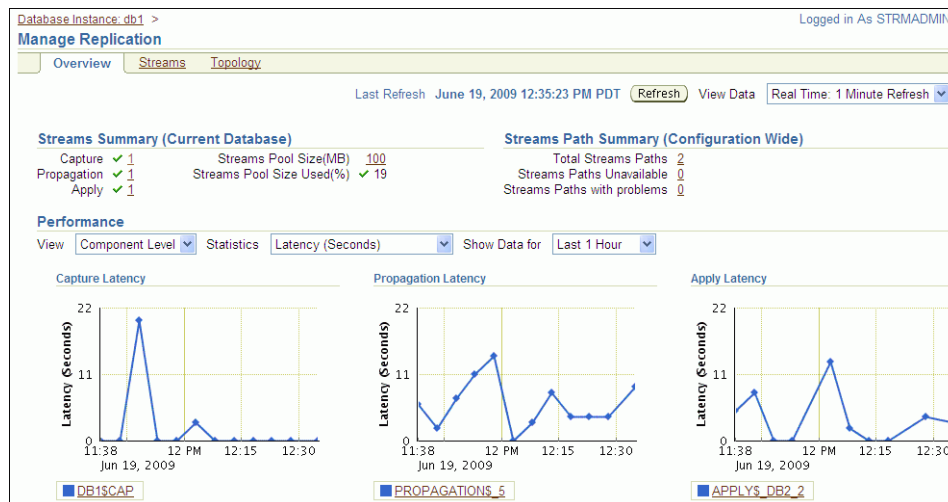 Database Instance: db1 >
Logged in As STRMADMIN
Manage Replication
Overview Streams Topology
Last Refresh June 19, 2009 12:35:23 PM PDT Refresh View Data Real Time: 1 Minute Refresh
Streams Summary (Current Database)
Capture ✓ 1 Streams Pool Size(MB) 100
Propagation ✓ 1 Streams Pool Size Used(%) ✓ 19
Apply ✓ 1
Streams Path Summary (Configuration Wide)
Total Streams Paths 2
Streams Paths Unavailable 0
Streams Paths with problems 0
Performance
View Component Level Statistics Latency (Seconds) Show Data for Last 1 Hour
Capture Latency
Latency (Seconds)
22
11
0
11:38 12 PM 12:15 12:30
Jun 19, 2009
DB1$CAP
Propagation Latency
Latency (Seconds)
22
11
0
11:38 12 PM 12:15 12:30
Jun 19, 2009
PROPAGATION$_5
Apply Latency
Latency (Seconds)
22
11
0
11:38 12 PM 12:15 12:30
Jun 19, 2009
APPLY$_DB2_2